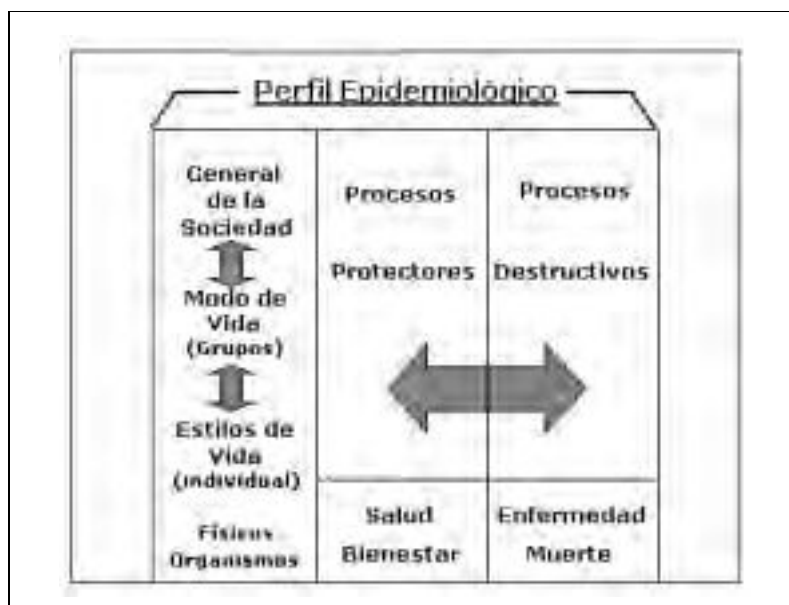 Perfil Epidemiológico
General
de la
Sociedad
Modo de
Vida
(Grupos)
Estilos de
Vida
(individual)
Físicos
Organismos
Procesos
Protectores
Procesos
Destructivos
Salud
Bienestar
Enfermedad
Muerte